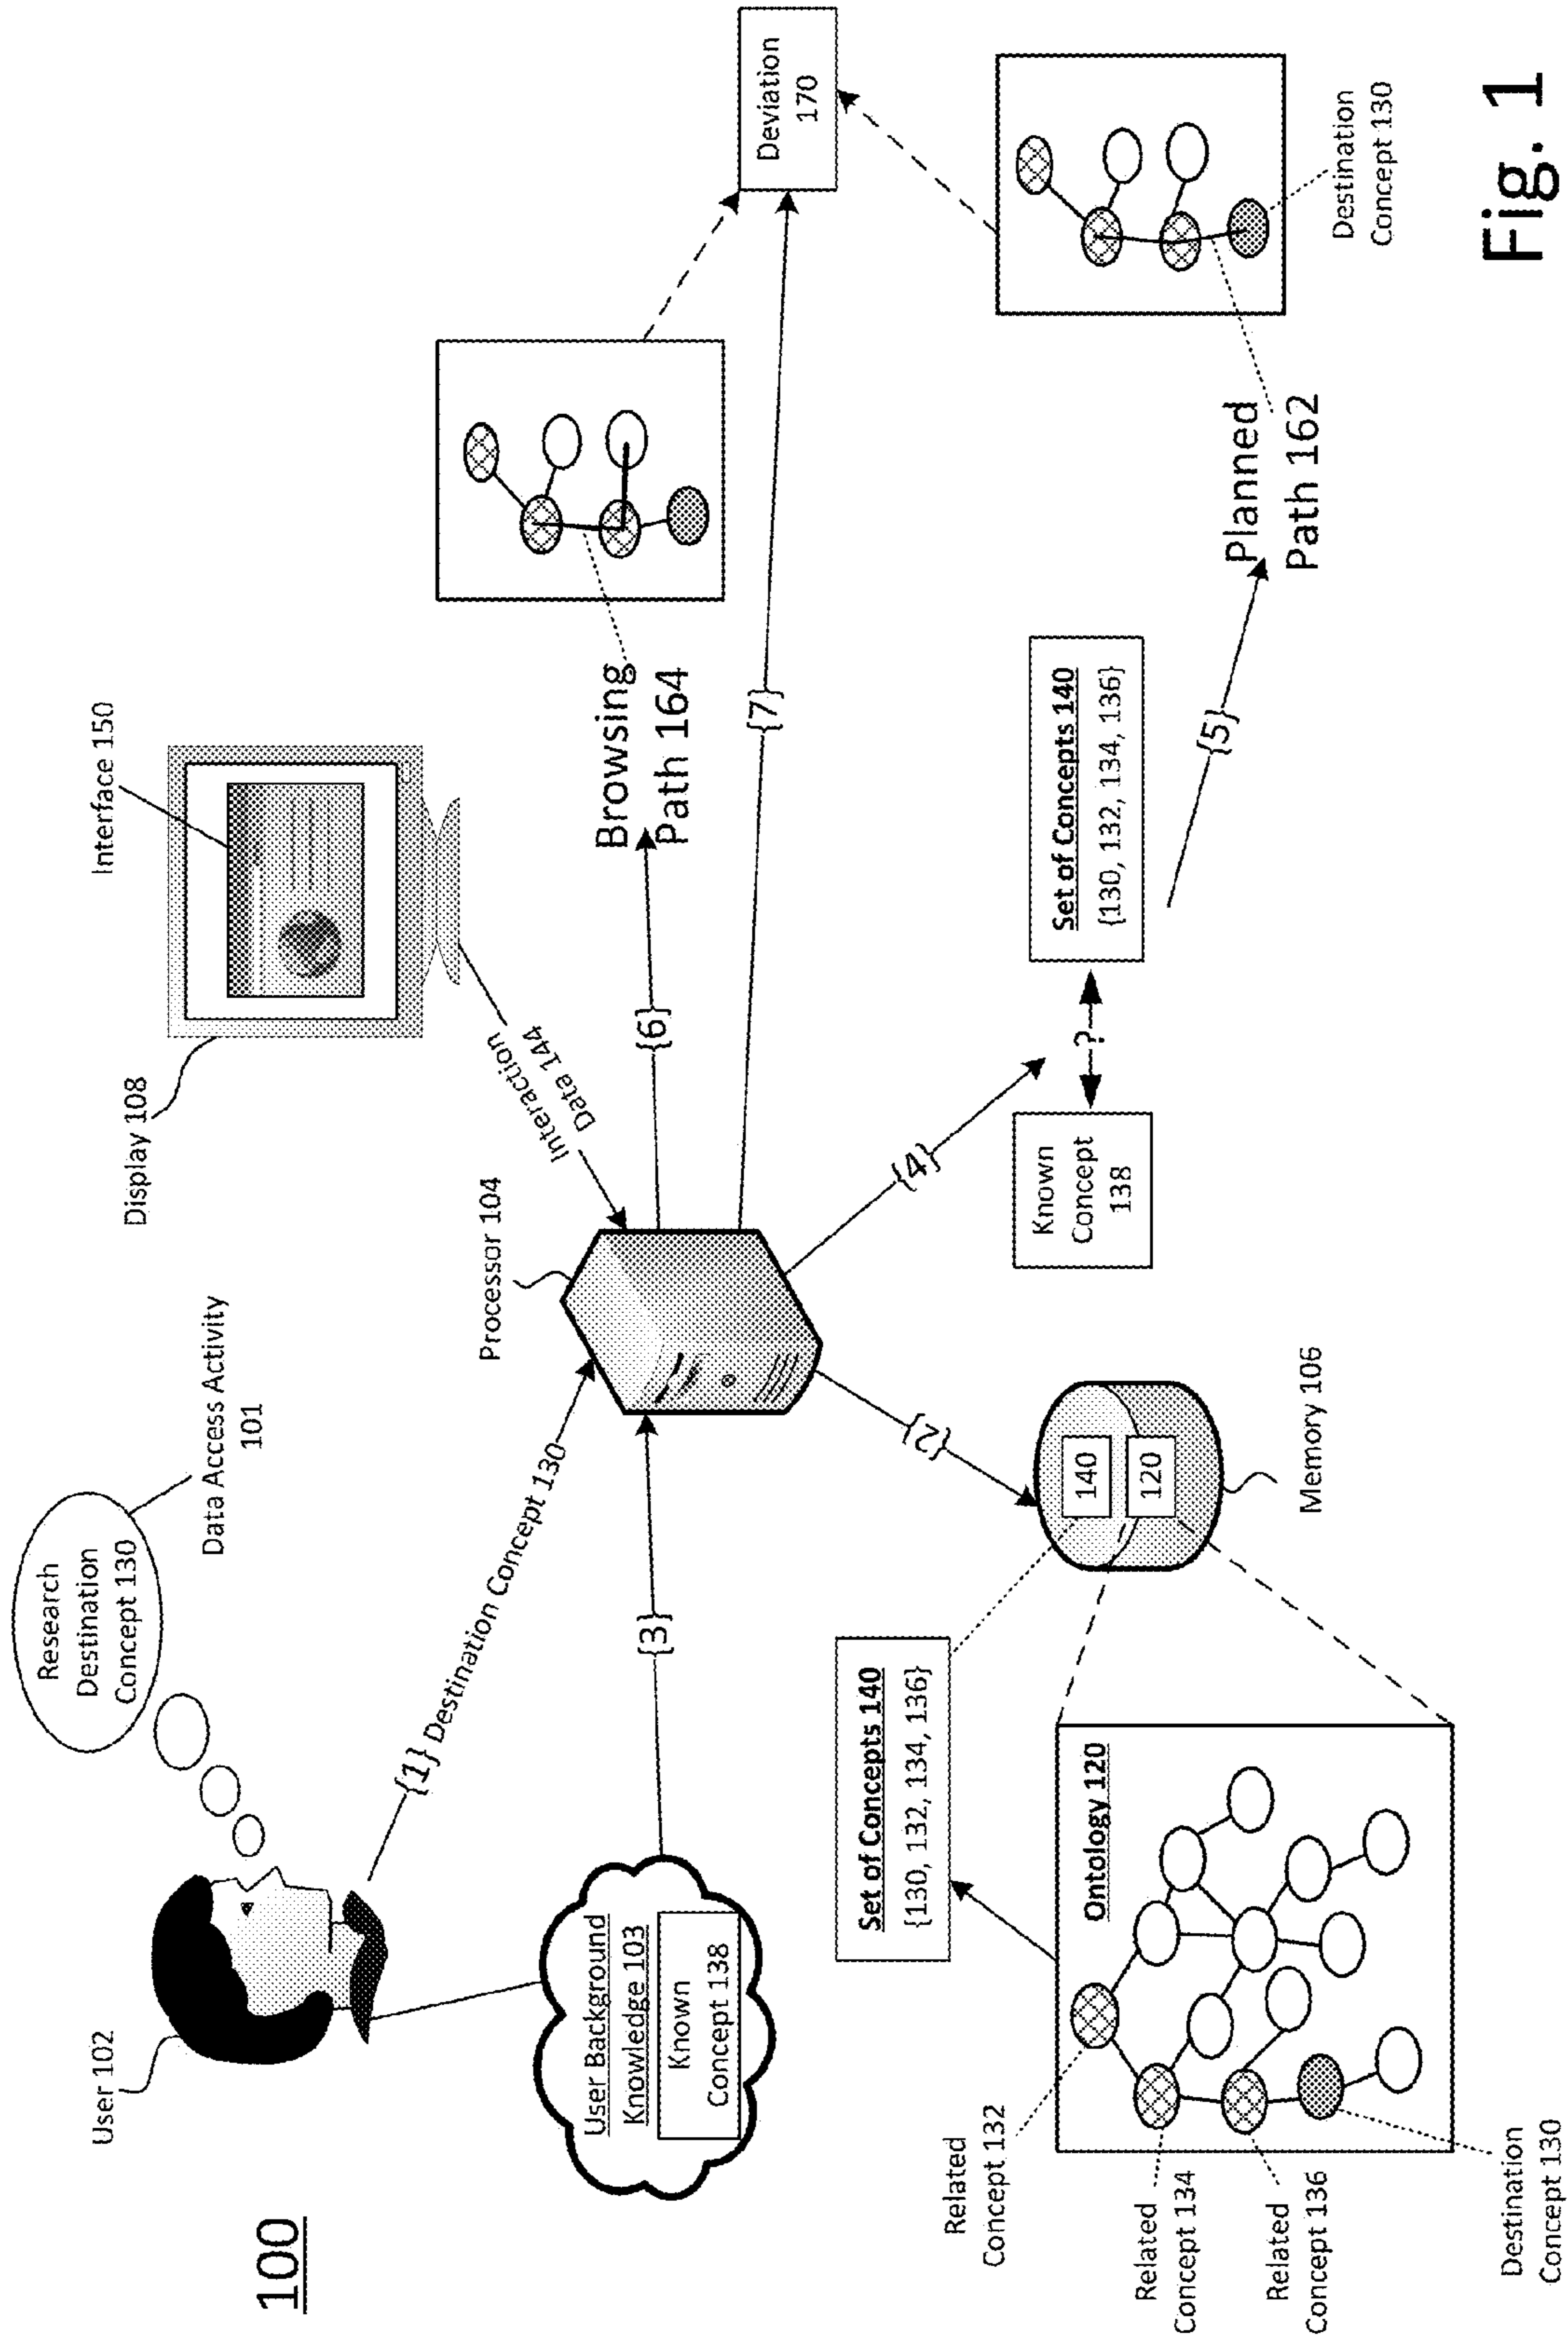 100
User 102
Research
Destination
Concept 130
Data Access Activity
101
Display 108
Interface 150
{1} Destination Concept 130
Processor 104
Interaction
Data 144
User Background
Knowledge 103
Known
Concept 138
{3}
{6}
Browsing
Path 164
{7}
Deviation
170
{2}
{4}
Set of Concepts 140
{130, 132, 134, 136}
140
120
Memory 106
Known
Concept
138
?
Set of Concepts 140
{130, 132, 134, 136}
{5}
Planned
Path 162
Destination
Concept 130
Ontology 120
Related
Concept 132
Related
Concept 134
Related
Concept 136
Destination
Concept 130
Fig. 1